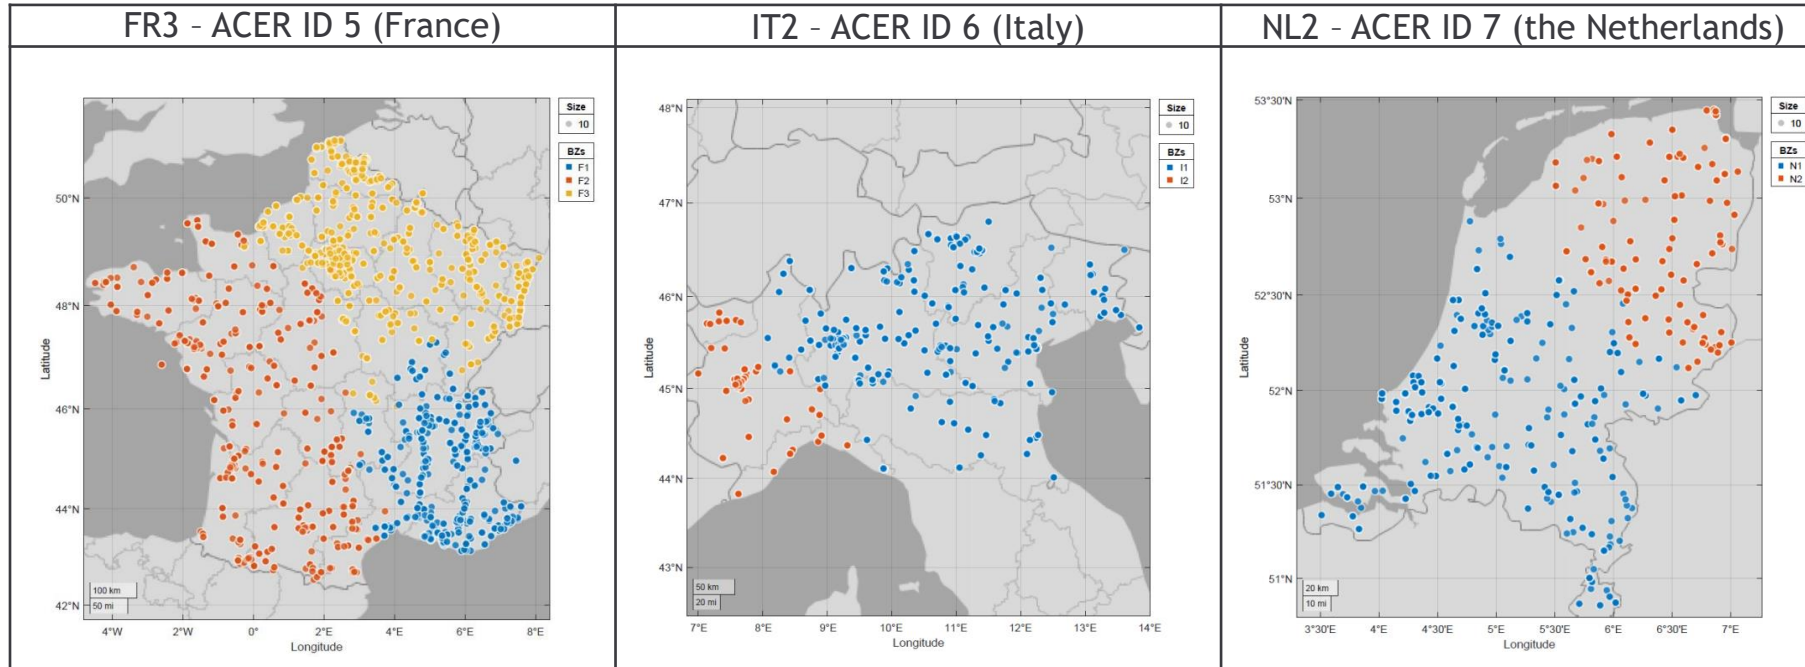 FR3 – ACER ID 5 (France)
IT2 – ACER ID 6 (Italy)
NL2 – ACER ID 7 (the Netherlands)
Size
10
BZs
F1
F2
F3
50°N
48°N
46°N
44°N
42°N
Latitude
100 km
50 mi
4°W 2°W 0° 2°E 4°E 6°E 8°E
Longitude
Size
10
BZs
I1
I2
48°N
47°N
46°N
45°N
44°N
43°N
Latitude
50 km
20 mi
7°E 8°E 9°E 10°E 11°E 12°E 13°E 14°E
Longitude
Size
10
BZs
N1
N2
53°30'N
53°N
52°30'N
52°N
51°30'N
51°N
Latitude
20 km
10 mi
3°30'E 4°E 4°30'E 5°E 5°30'E 6°E 6°30'E 7°E
Longitude